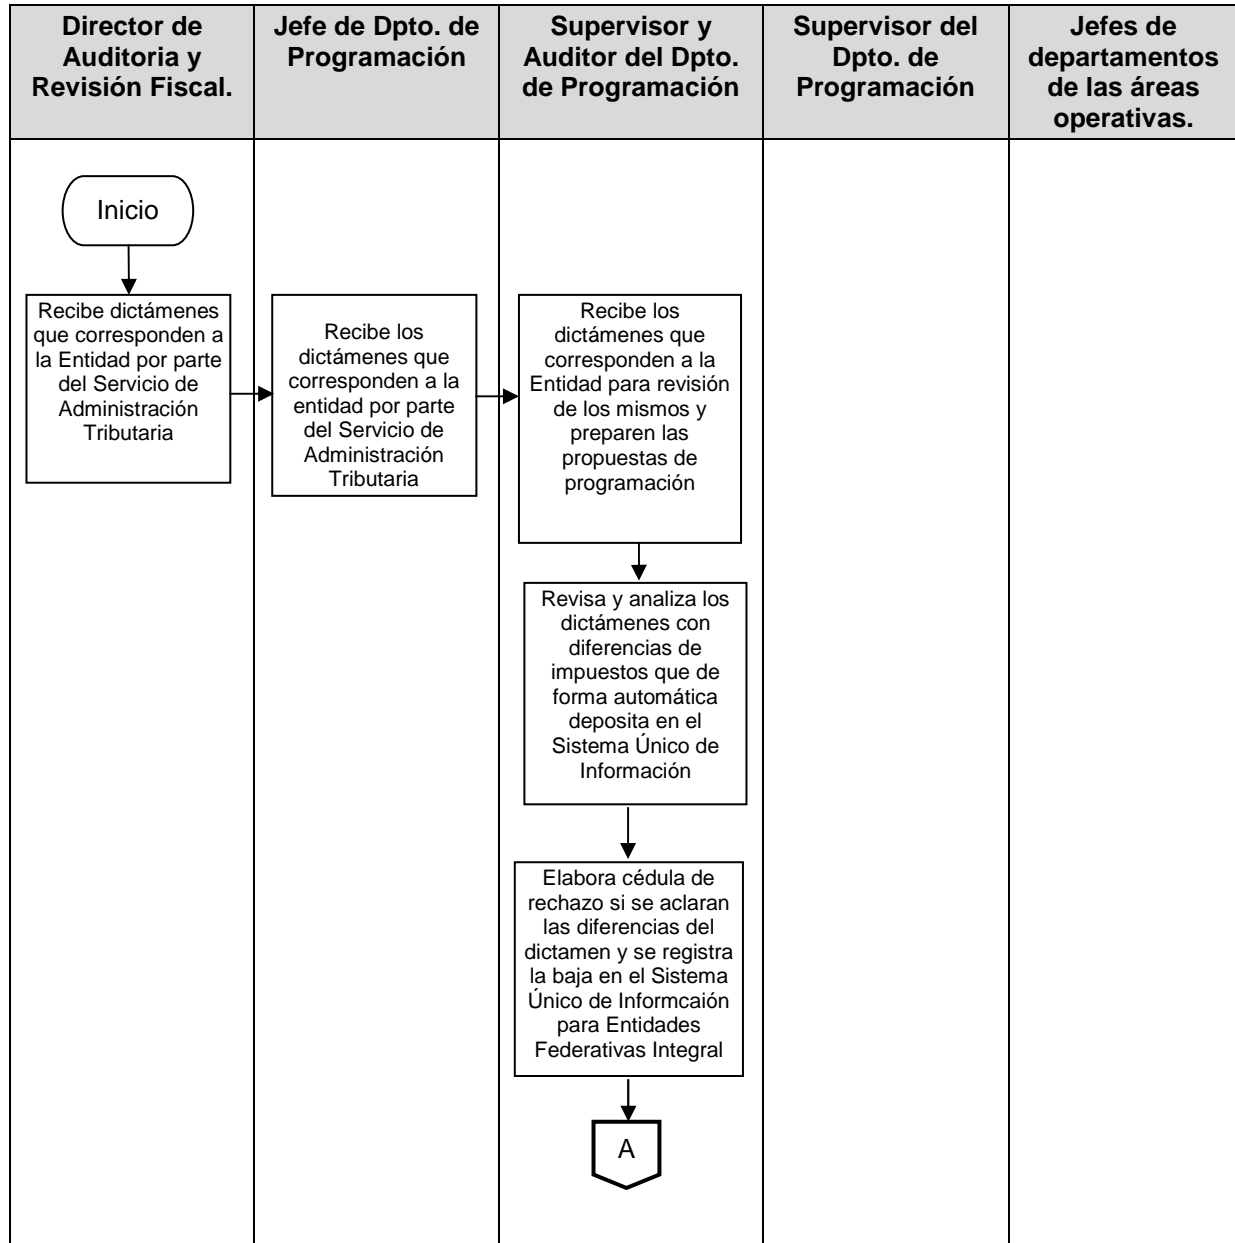 Director de
Auditoria y
Revisión Fiscal.
Jefe de Dpto. de
Programación
Supervisor y
Auditor del Dpto.
de Programación
Supervisor del
Dpto. de
Programación
Jefes de
departamentos
de las áreas
operativas.
Inicio
Recibe dictámenes
que corresponden a
la Entidad por parte
del Servicio de
Administración
Tributaria
Recibe los
dictámenes que
corresponden a la
entidad por parte
del Servicio de
Administración
Tributaria
Recibe los
dictámenes que
corresponden a la
Entidad para revisión
de los mismos y
preparen las
propuestas de
programación
Revisa y analiza los
dictámenes con
diferencias de
impuestos que de
forma automática
deposita en el
Sistema Único de
Información
Elabora cédula de
rechazo si se aclaran
las diferencias del
dictamen y se registra
la baja en el Sistema
Único de Informcaión
para Entidades
Federativas Integral
A